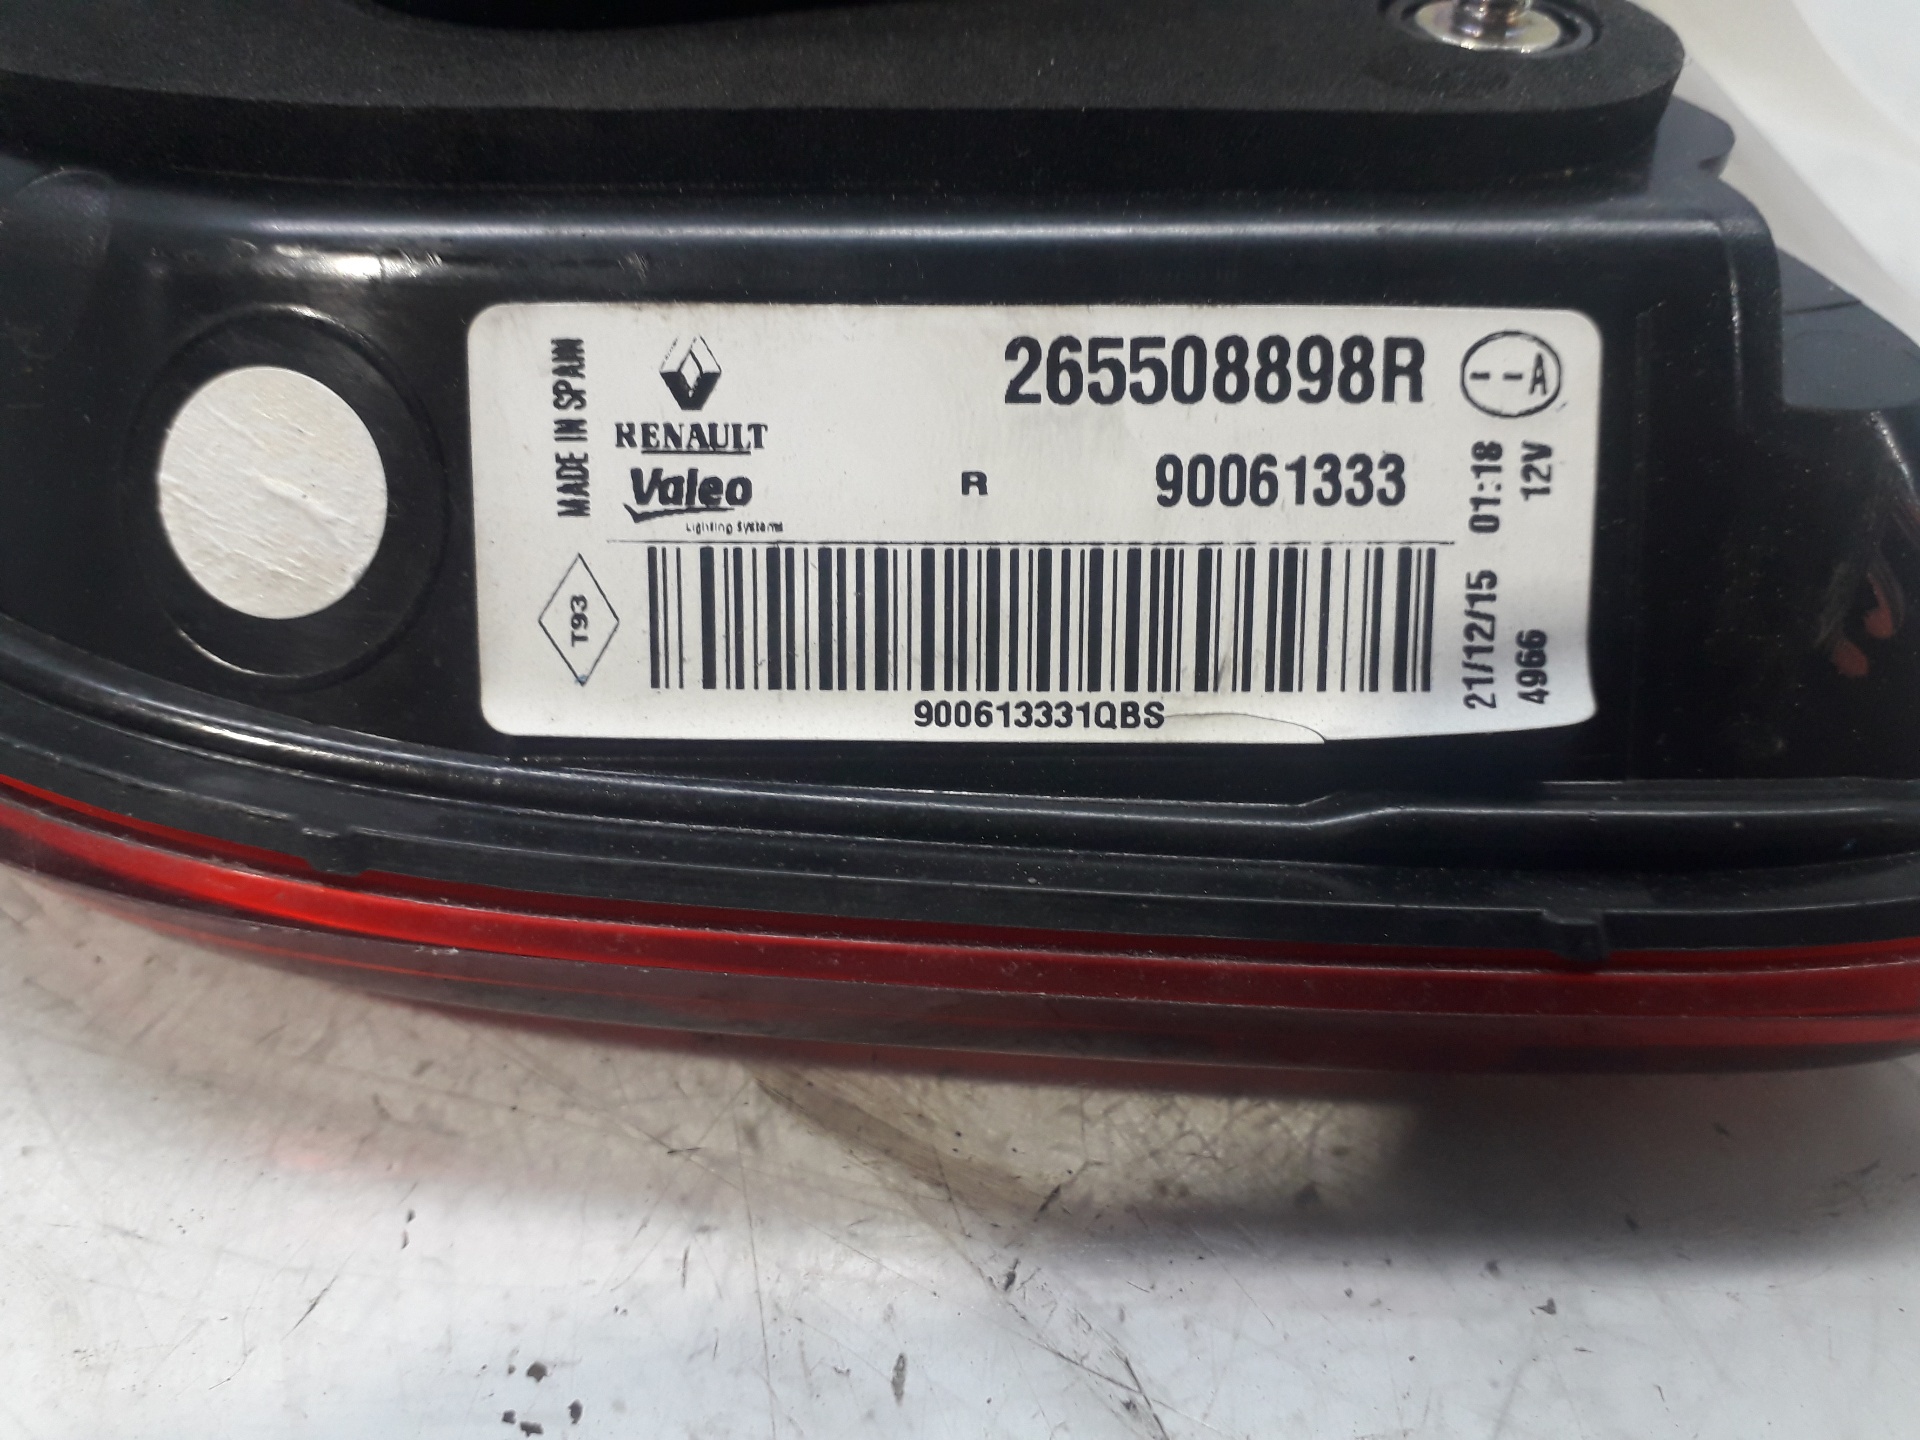 MADE IN SPAIN
RENAULT
Valeo
Lighting Systems
265508898R
R
90061333
--A
21/12/15 01:18
4966 12V
T93
900613331QBS